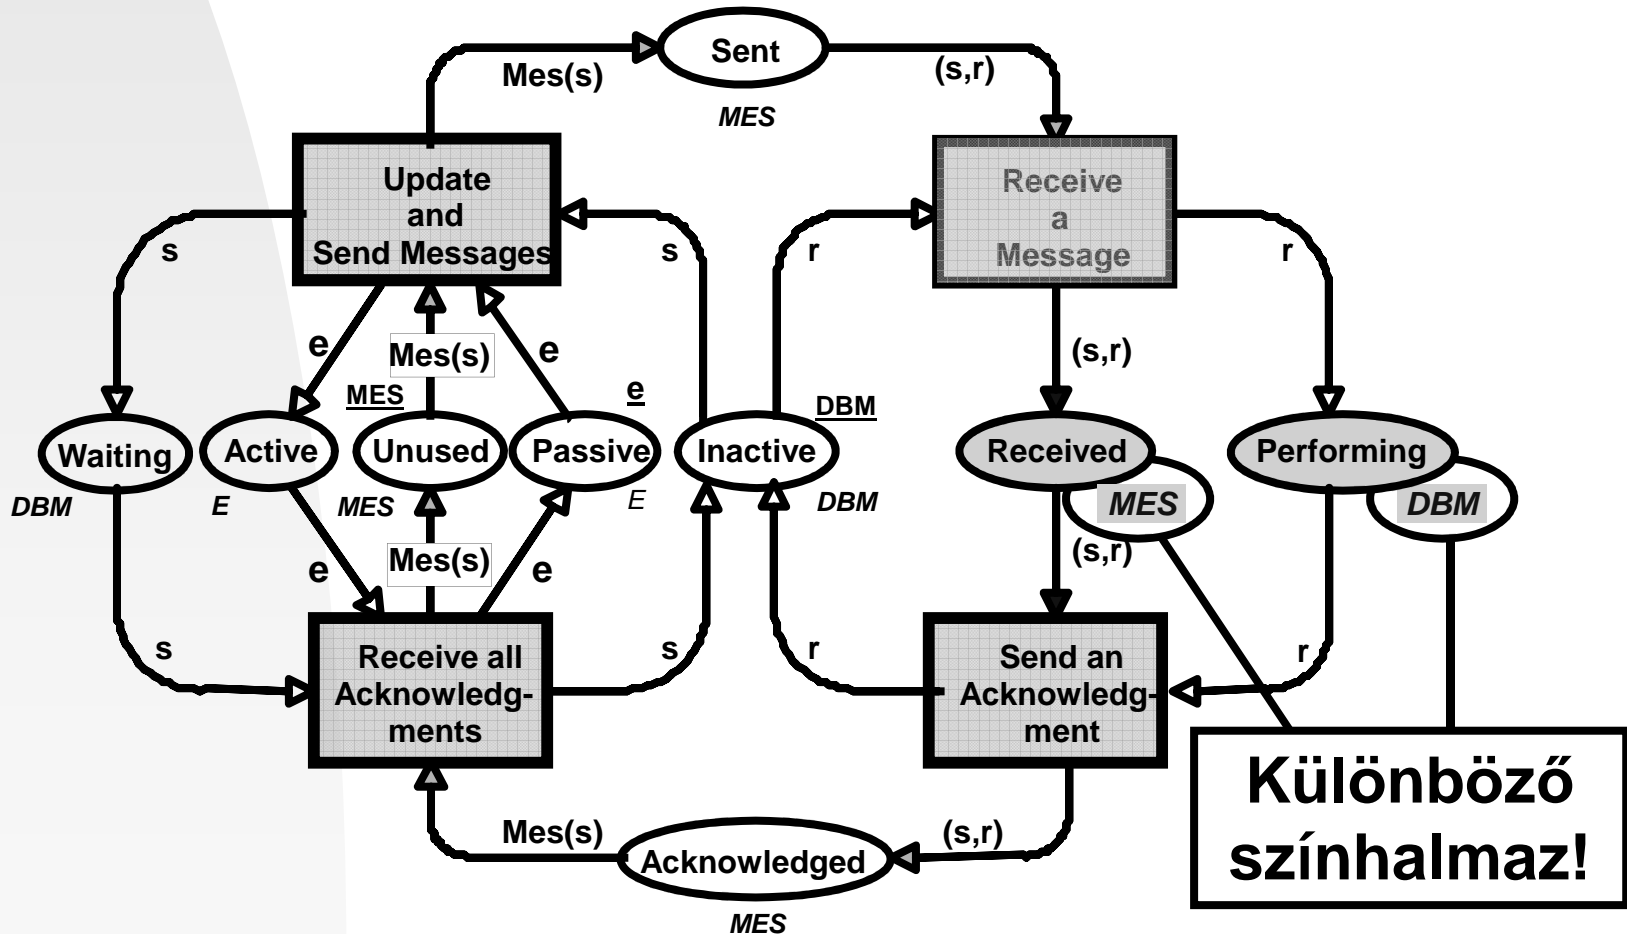 Sent
Mes(s)
(s,r)
MES
Update
and
Send Messages
Receive
a
Message
s
s
r
r
e
Mes(s)
e
(s,r)
MES
e
DBM
Waiting
Active
Unused
Passive
Inactive
Received
Performing
DBM
E
MES
E
DBM
MES
DBM
e
Mes(s)
e
(s,r)
s
Receive all
Acknowledg-
ments
s
r
Send an
Acknowledg-
ment
r
Különböző
színhalmaz!
Mes(s)
Acknowledged
(s,r)
MES